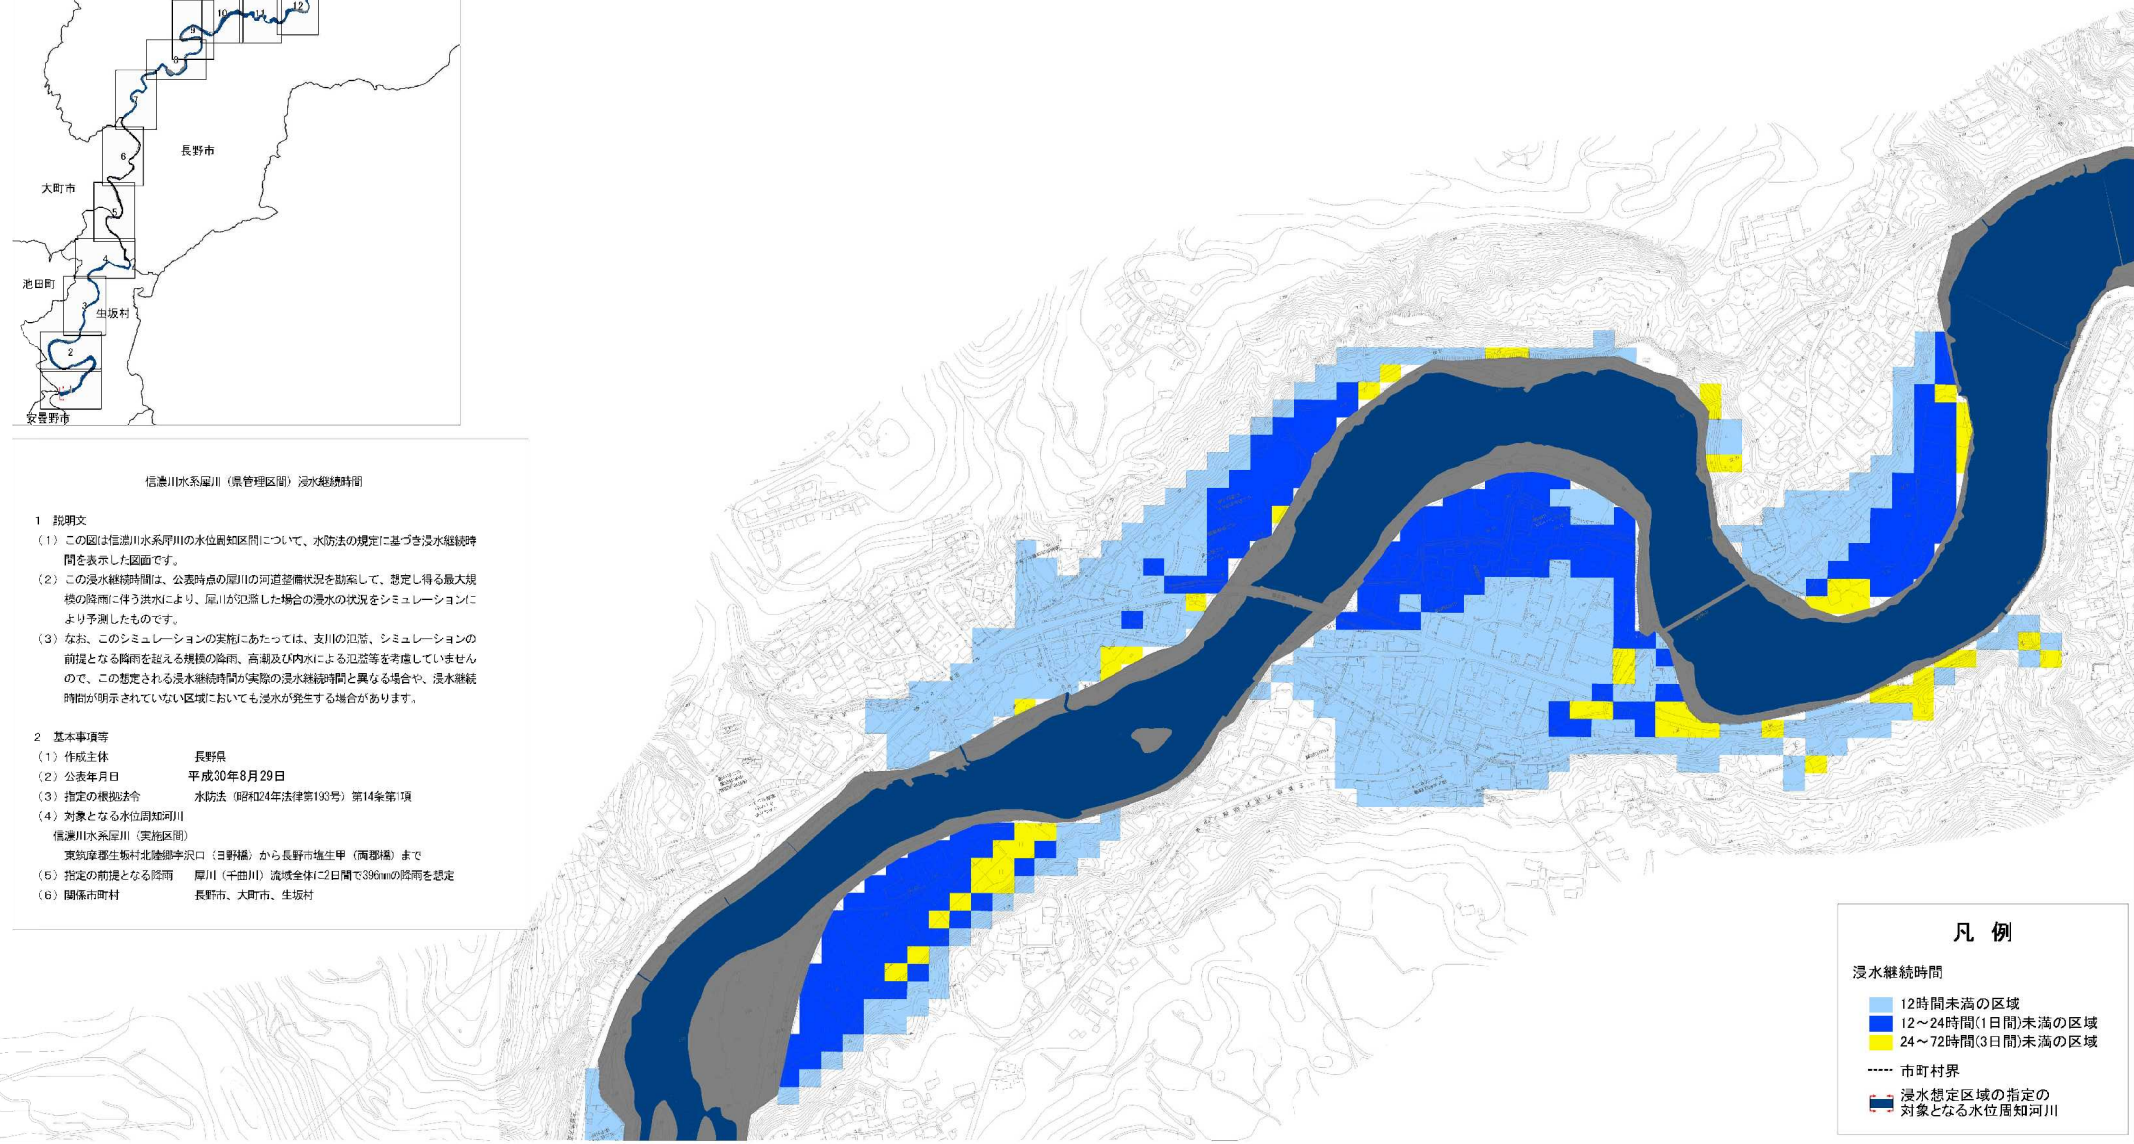 12
10
11
9
8
7
6
長野市
大町市
5
4
池田町
3
生坂村
2
安曇野市
信濃川水系犀川（県管理区間）浸水継続時間
1 説明文
（1）この図は信濃川水系犀川の水位周知区間について、水防法の規定に基づき浸水継続時
間を表示した図面です。
（2）この浸水継続時間は、公表時点の犀川の河道整備状況を勘案して、想定し得る最大規
模の降雨に伴う洪水により、犀川が氾濫した場合の浸水の状況をシミュレーションに
より予測したものです。
（3）なお、このシミュレーションの実施にあたっては、支川の氾濫、シミュレーションの
前提となる降雨を超える規模の降雨、高潮及び内水による氾濫等を考慮していません
ので、この想定される浸水継続時間が実際の浸水継続時間と異なる場合や、浸水継続
時間が明示されていない区域においても浸水が発生する場合があります。
2 基本事項等
（1）作成主体 長野県
（2）公表年月日 平成30年8月29日
（3）指定の根拠法令 水防法（昭和24年法律第193号）第14条第1項
（4）対象となる水位周知河川
信濃川水系犀川（実施区間）
東筑摩郡生坂村北陸郷字沢口（日野橋）から長野市塩生甲（両郡橋）まで
（5）指定の前提となる降雨 犀川（千曲川）流域全体に2日間で396mmの降雨を想定
（6）関係市町村 長野市、大町市、生坂村
凡 例
浸水継続時間
12時間未満の区域
12～24時間(1日間)未満の区域
24～72時間(3日間)未満の区域
市町村界
浸水想定区域の指定の
対象となる水位周知河川